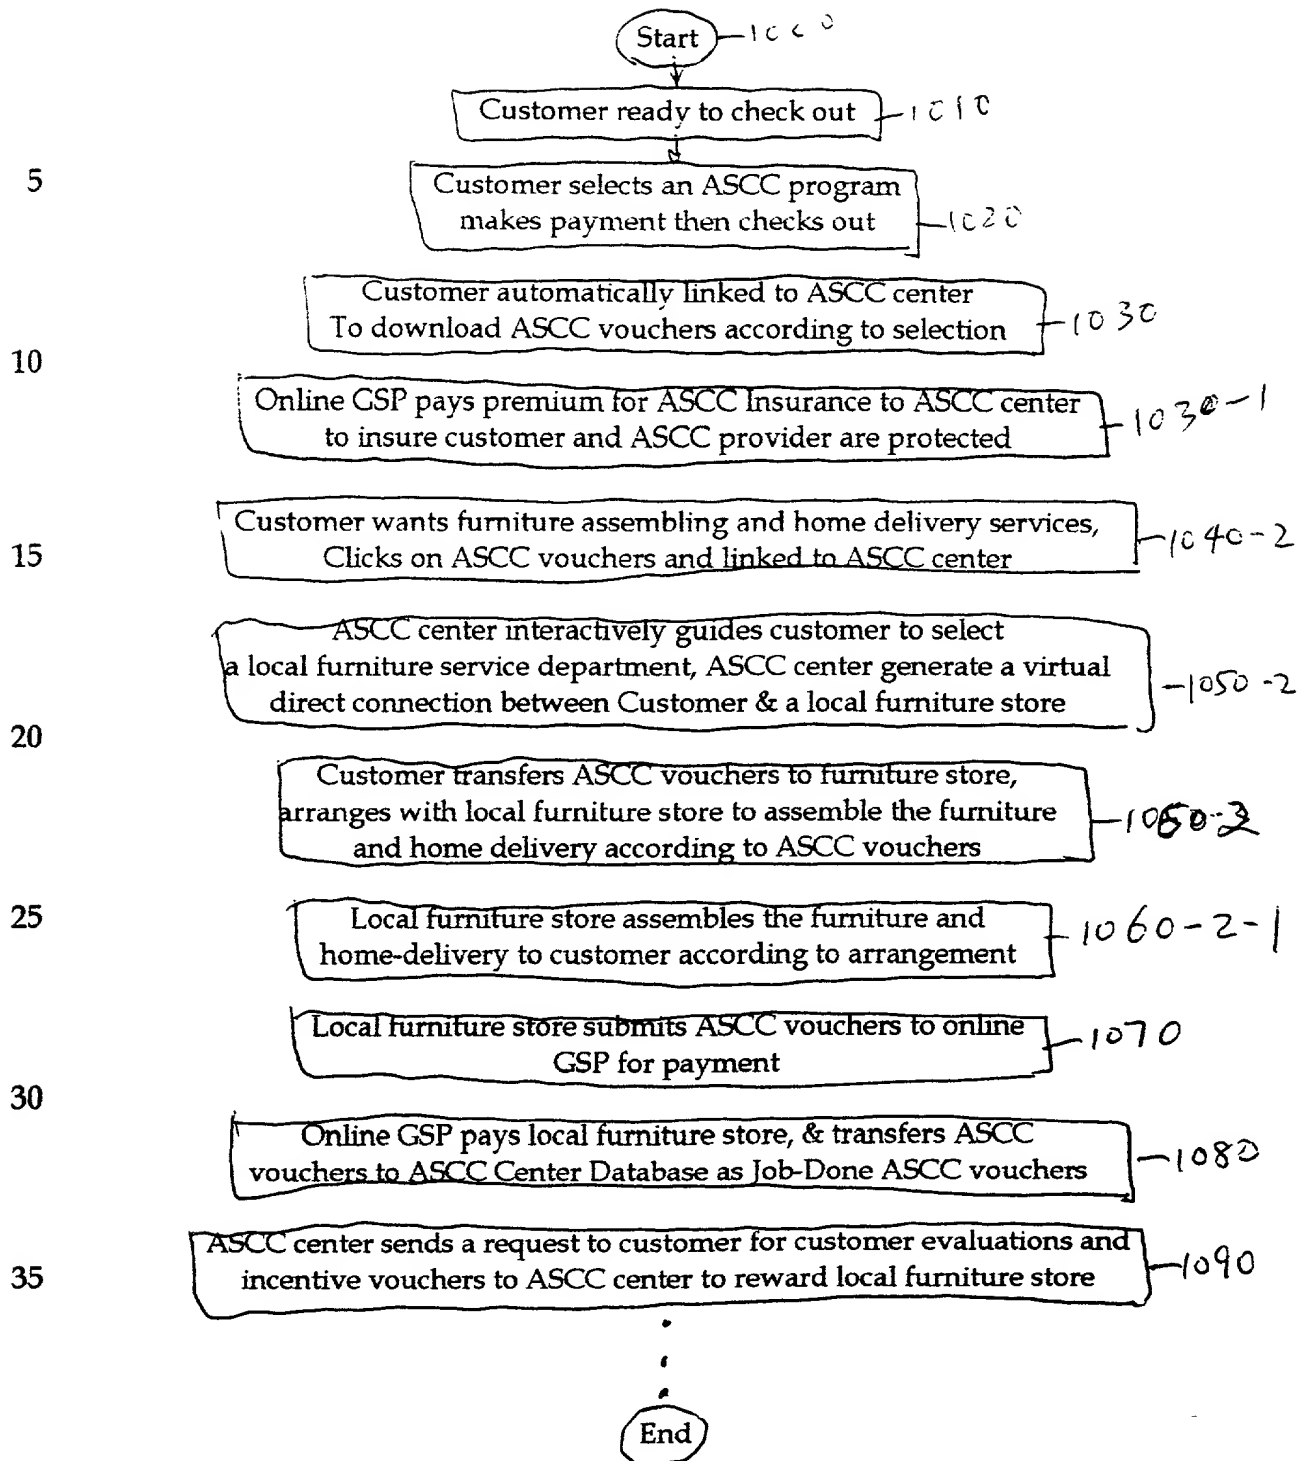 Start 1000
Customer ready to check out 1010
5
Customer selects an ASCC program
makes payment then checks out 1020
Customer automatically linked to ASCC center
To download ASCC vouchers according to selection 1030
10
Online GSP pays premium for ASCC Insurance to ASCC center
to insure customer and ASCC provider are protected 1030-1
Customer wants furniture assembling and home delivery services,
15
Clicks on ASCC vouchers and linked to ASCC center 1040-2
ASCC center interactively guides customer to select
a local furniture service department, ASCC center generate a virtual
direct connection between Customer & a local furniture store 1050-2
20
Customer transfers ASCC vouchers to furniture store,
arranges with local furniture store to assemble the furniture
and home delivery according to ASCC vouchers
25
Local furniture store assembles the furniture and
home-delivery to customer according to arrangement 1060-2-1
Local furniture store submits ASCC vouchers to online
GSP for payment 1070
30
Online GSP pays local furniture store, & transfers ASCC
vouchers to ASCC Center Database as Job-Done ASCC vouchers 1080
ASCC center sends a request to customer for customer evaluations and
35
incentive vouchers to ASCC center to reward local furniture store 1090
End